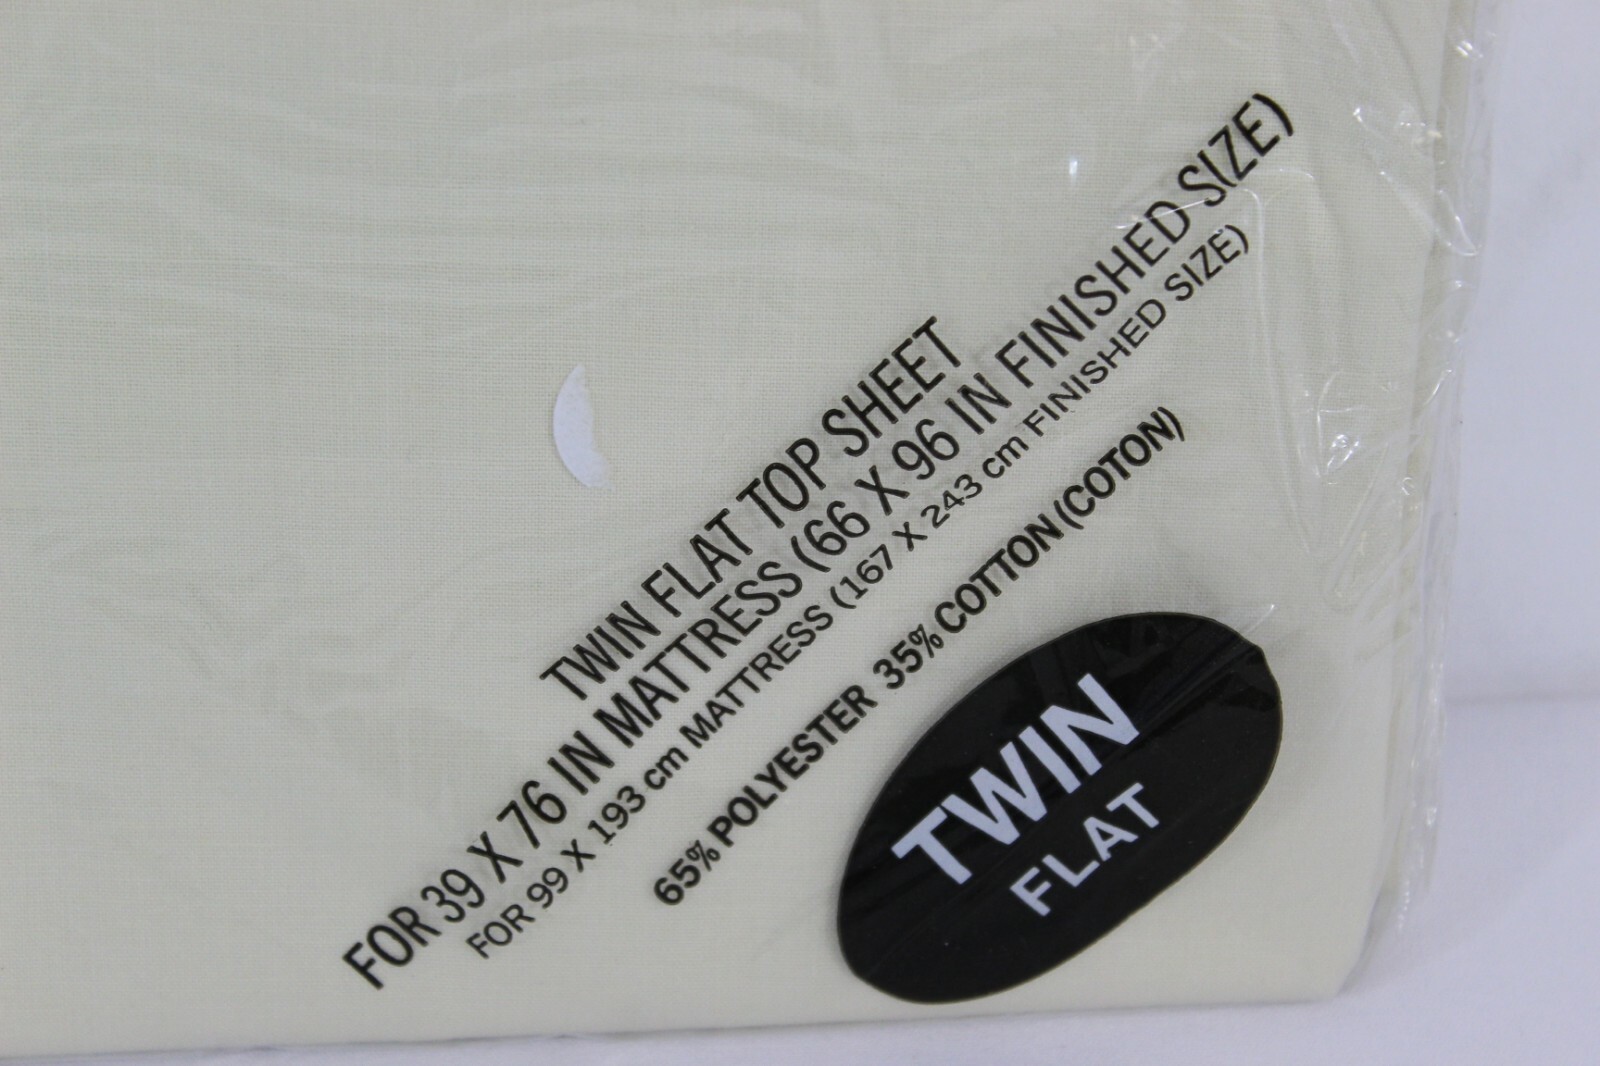 TWIN FLAT TOP SHEET
FOR 39 X 76 IN MATTRESS (66 X 96 IN FINISHED SIZE)
FOR 99 X 193 cm MATTRESS (167 X 243 cm FINISHED SIZE)
65% POLYESTER 35% COTTON (COTON)
TWIN
FLAT